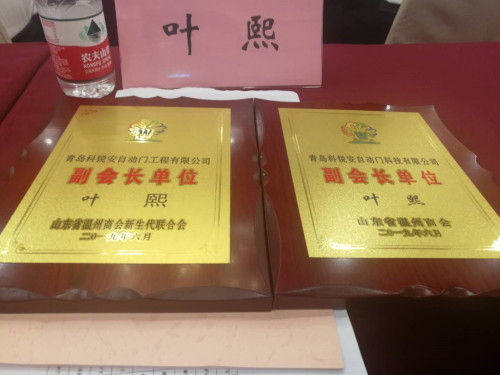 叶 熙
农夫山
NONGFU
W
青岛科锐安自动门工程有限公司
副会长单位
叶 熙
山东省温州商会新生代联合会
二〇一九年六月
青岛科锐安自动门科技有限公司
副会长单位
叶 熙
山东省温州商会
二〇一九年六月